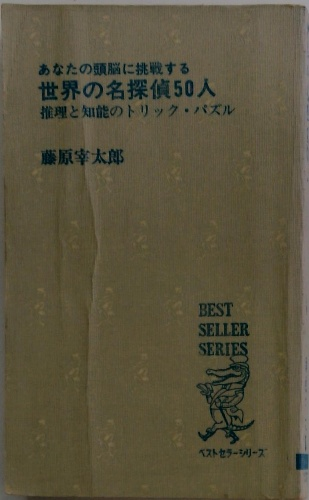 あなたの頭脳に挑戦する
世界の名探偵50人
推理と知能のトリック・パズル
藤原宰太郎
BEST
SELLER
SERIES
ベストセラーシリーズ